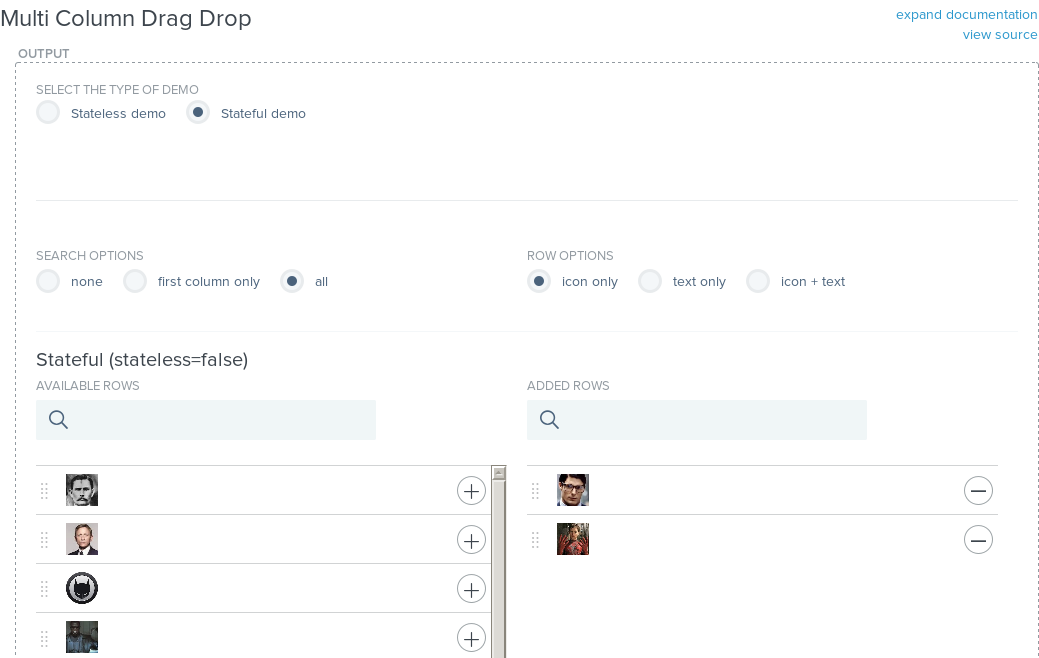 Multi Column Drag Drop
expand documentation
view source
OUTPUT
SELECT THE TYPE OF DEMO
Stateless demo
Stateful demo
SEARCH OPTIONS
none
first column only
all
ROW OPTIONS
icon only
text only
icon + text
Stateful (stateless=false)
AVAILABLE ROWS
ADDED ROWS